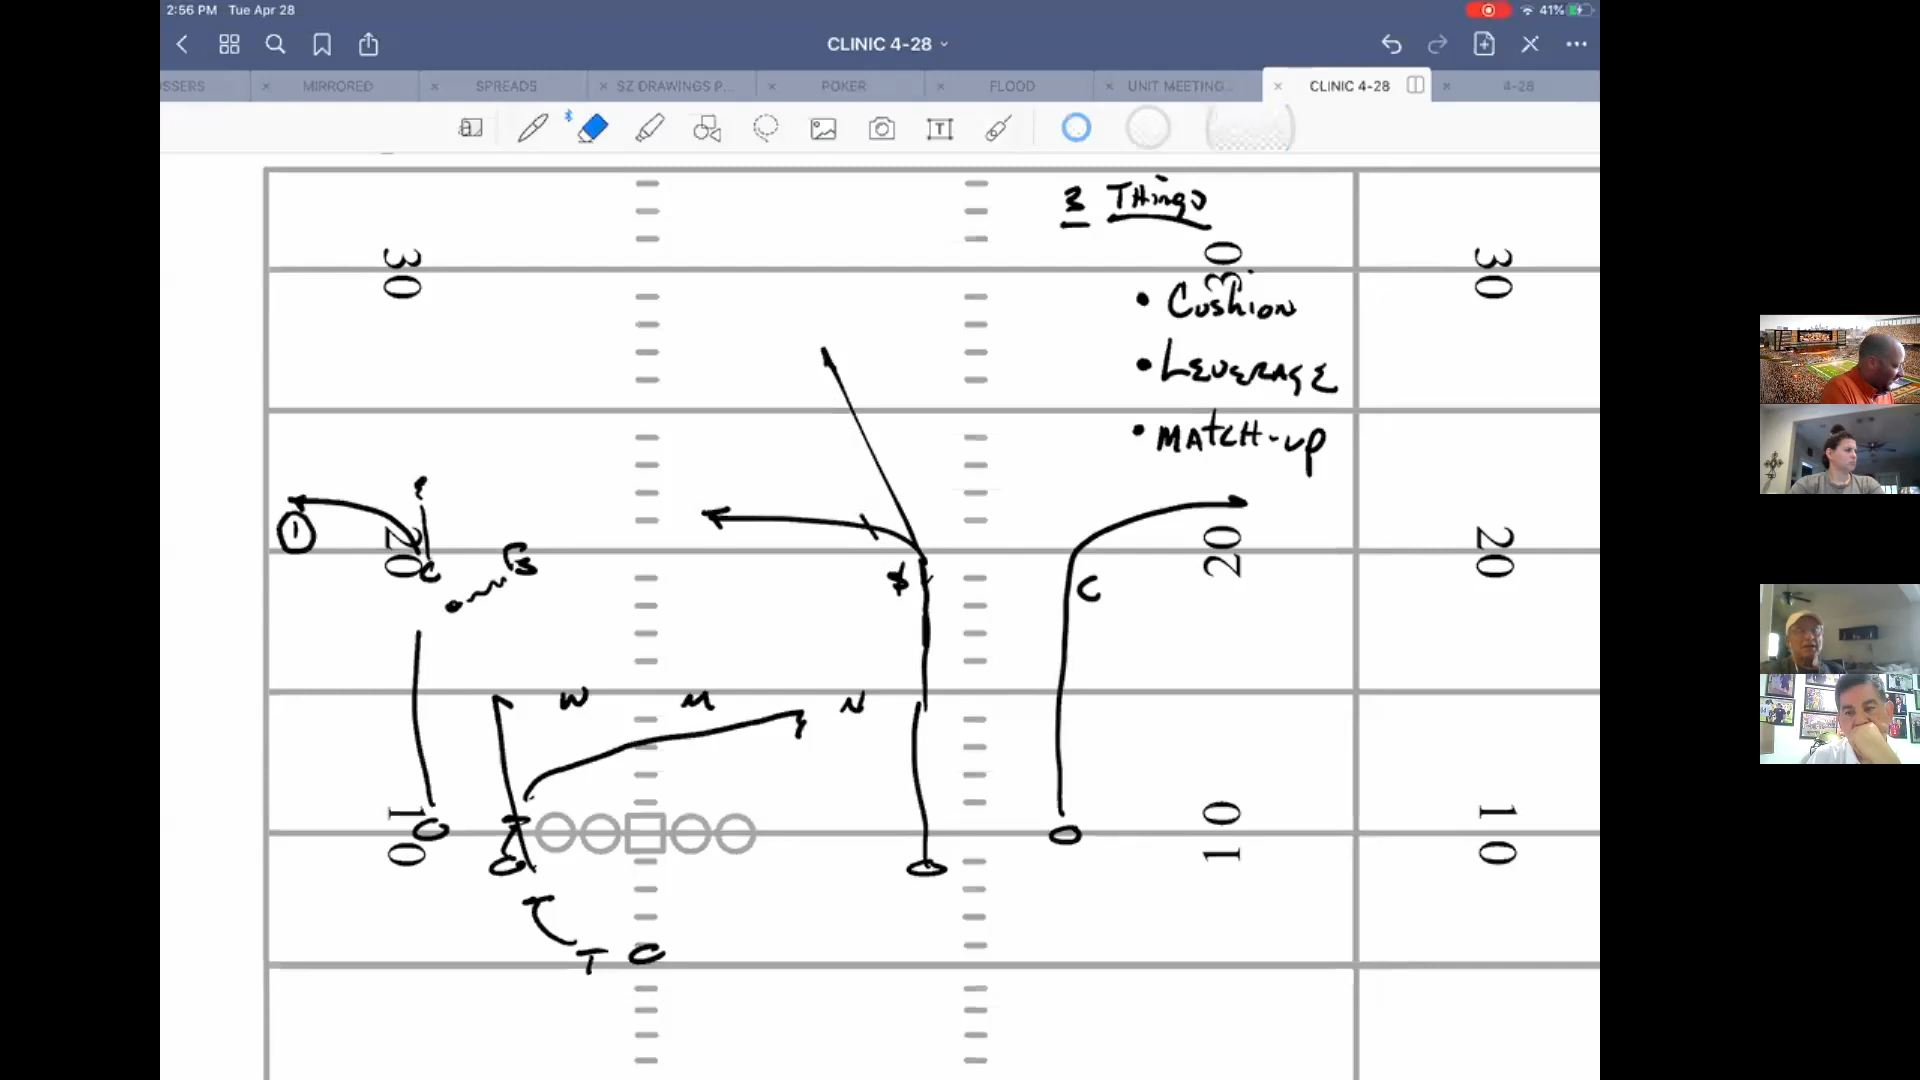 2:56 PM Tue Apr 28
41%
CLINIC 4-28
SSERS MIRRORED SPREADS SZ DRAWINGS P... POKER FLOOD UNIT MEETING... CLINIC 4-28 4-28
T
3 Things
30 30 30
• Cushion
• LEVERAGE
• MATCH-UP
1 20 C $ C 20 20
W M N
10 10 10
T